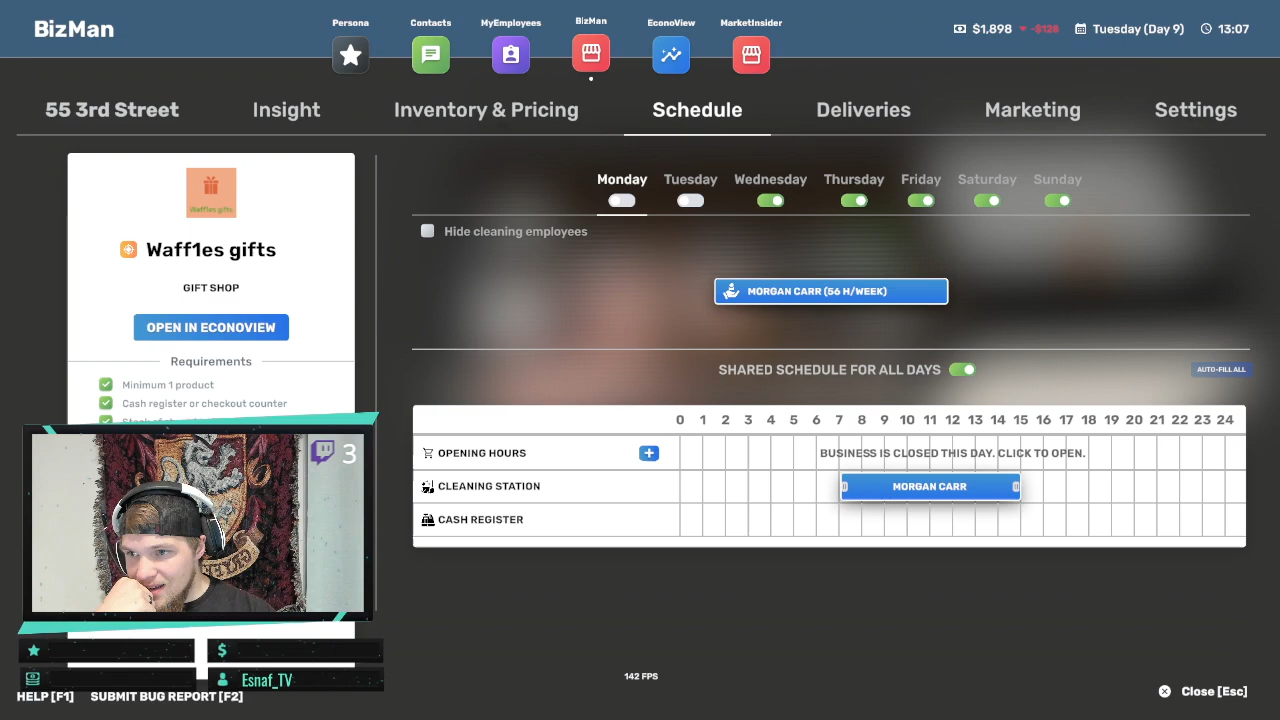 BizMan
Persona
Contacts
MyEmployees
BizMan
EconoView
MarketInsider
$1,898 -$128 Tuesday (Day 9) 13:07
55 3rd Street Insight Inventory & Pricing Schedule Deliveries Marketing Settings
Waff1es gifts
Waff1es gifts
GIFT SHOP
OPEN IN ECONOVIEW
Requirements
Minimum 1 product
Cash register or checkout counter
Monday Tuesday Wednesday Thursday Friday Saturday Sunday
Hide cleaning employees
MORGAN CARR (56 H/WEEK)
SHARED SCHEDULE FOR ALL DAYS
AUTO-FILL ALL
0 1 2 3 4 5 6 7 8 9 10 11 12 13 14 15 16 17 18 19 20 21 22 23 24
OPENING HOURS + BUSINESS IS CLOSED THIS DAY. CLICK TO OPEN.
CLEANING STATION MORGAN CARR
CASH REGISTER
3
$
Esnaf_TV
142 FPS
HELP [F1] SUBMIT BUG REPORT [F2]
Close [Esc]